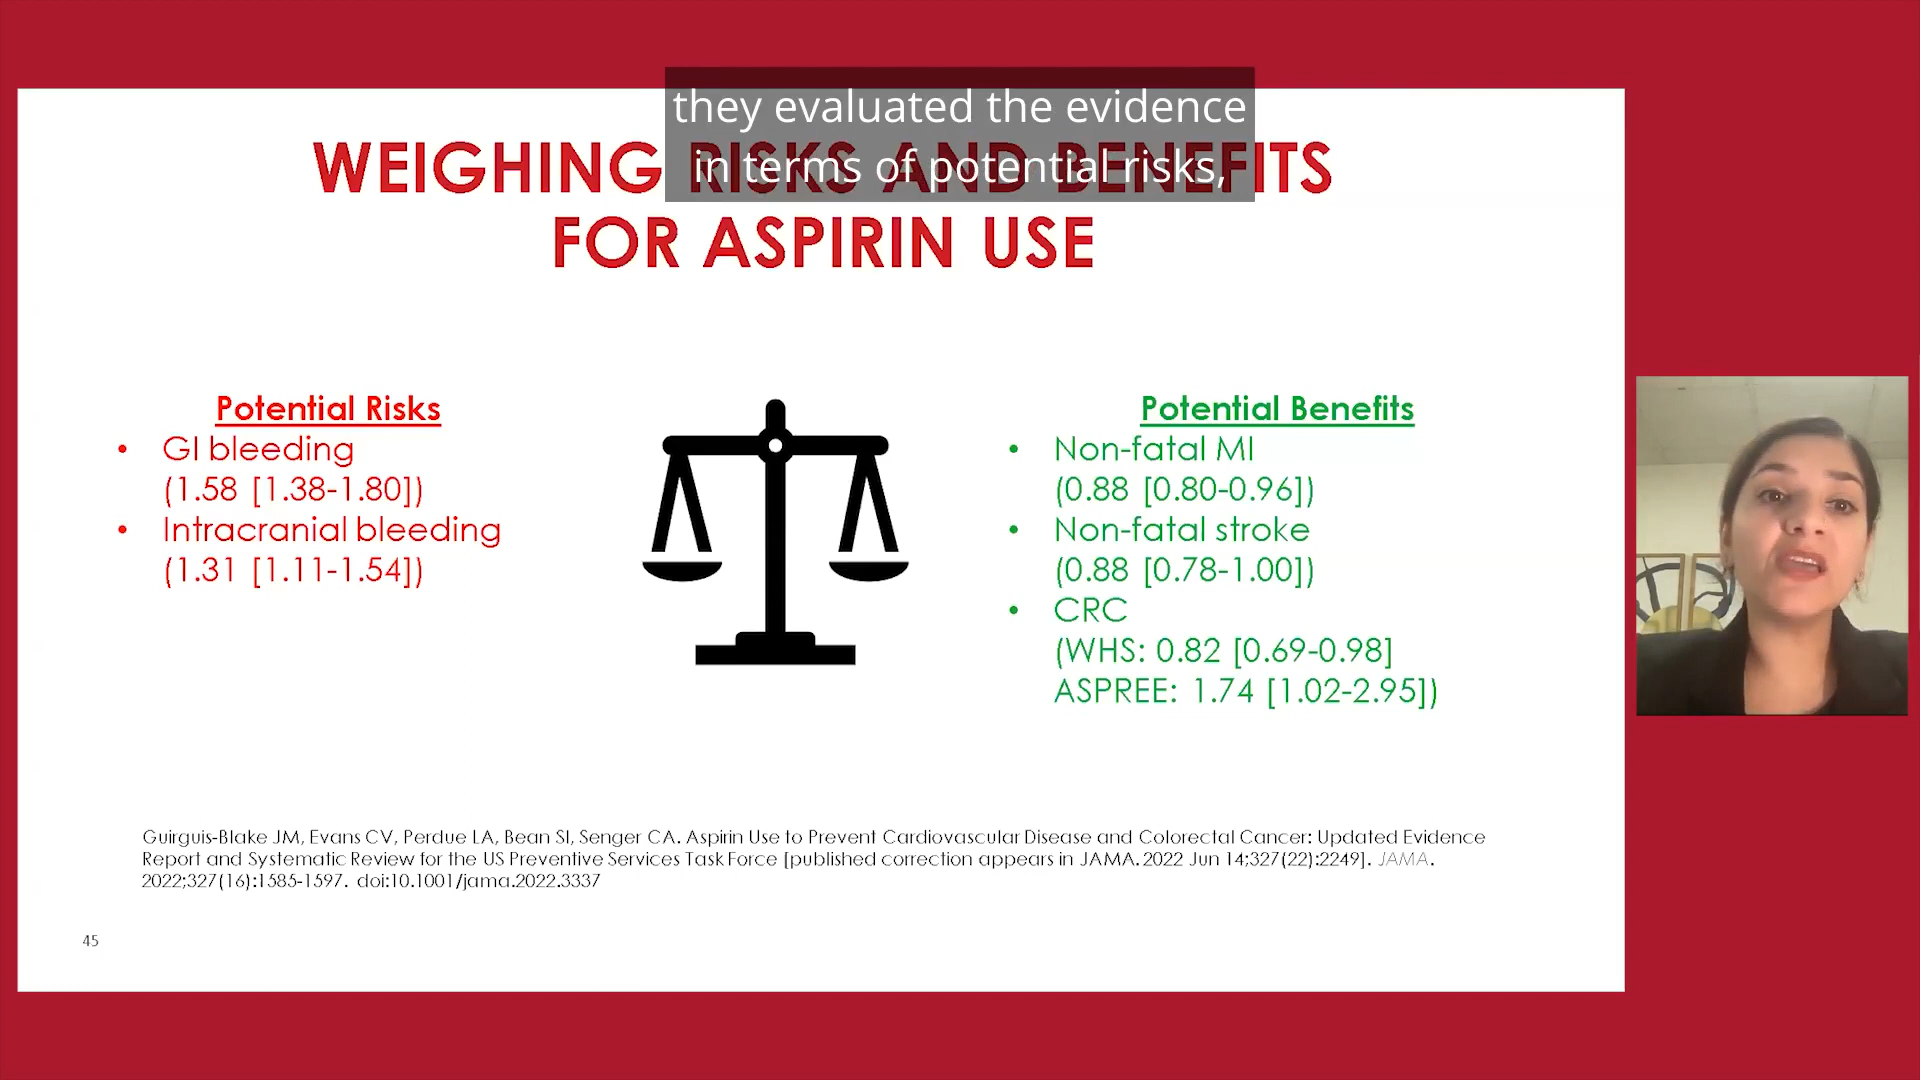 they evaluated the evidence
in terms of potential risks,
WEIGHING RISKS AND BENEFITS
FOR ASPIRIN USE
Potential Risks
• GI bleeding
(1.58 [1.38-1.80])
• Intracranial bleeding
(1.31 [1.11-1.54])
Potential Benefits
• Non-fatal MI
(0.88 [0.80-0.96])
• Non-fatal stroke
(0.88 [0.78-1.00])
• CRC
(WHS: 0.82 [0.69-0.98]
ASPREE: 1.74 [1.02-2.95])
Guirguis-Blake JM, Evans CV, Perdue LA, Bean SI, Senger CA. Aspirin Use to Prevent Cardiovascular Disease and Colorectal Cancer: Updated Evidence
Report and Systematic Review for the US Preventive Services Task Force [published correction appears in JAMA. 2022 Jun 14;327(22):2249]. JAMA.
2022;327(16):1585-1597. doi:10.1001/jama.2022.3337
45